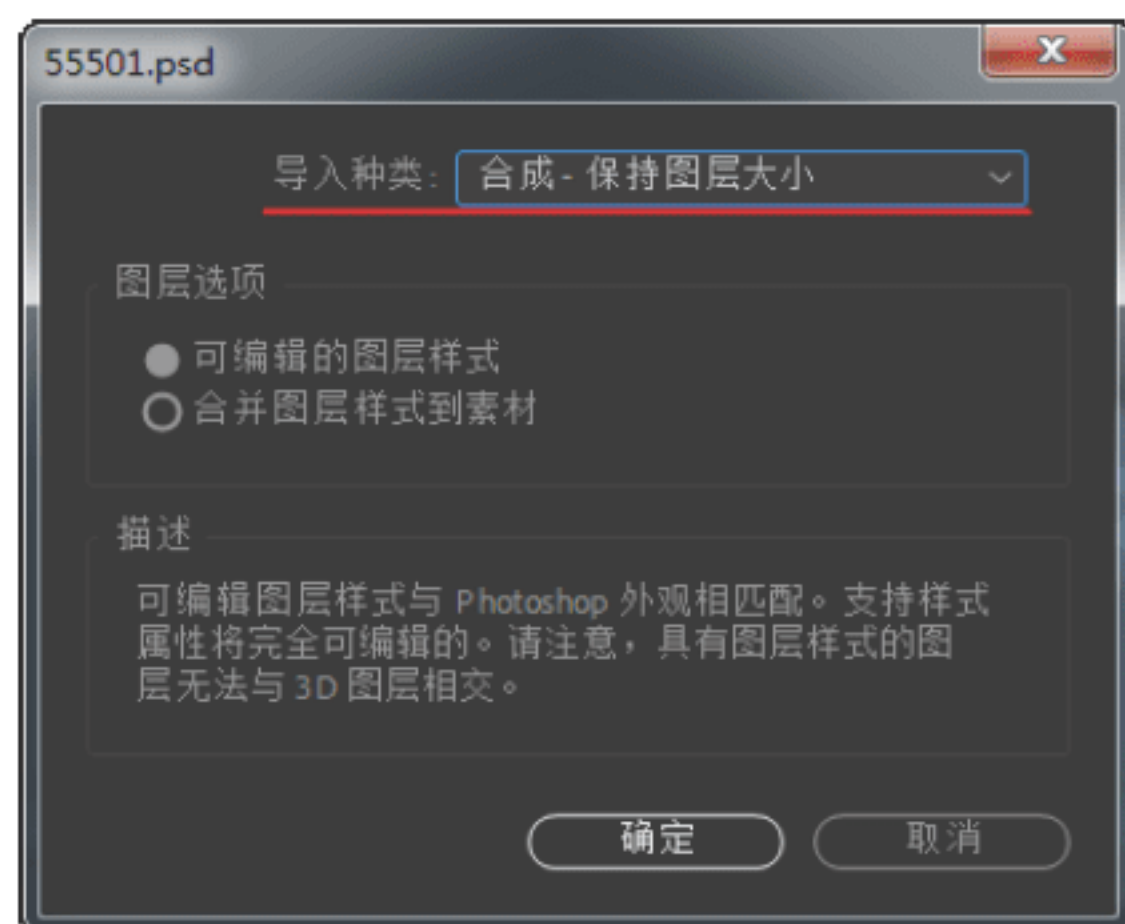 55501.psd
导入种类: 合成 - 保持图层大小
图层选项
可编辑的图层样式
合并图层样式到素材
描述
可编辑图层样式与 Photoshop 外观相匹配。支持样式
属性将完全可编辑的。请注意，具有图层样式的图
层无法与 3D 图层相交。
确定 取消